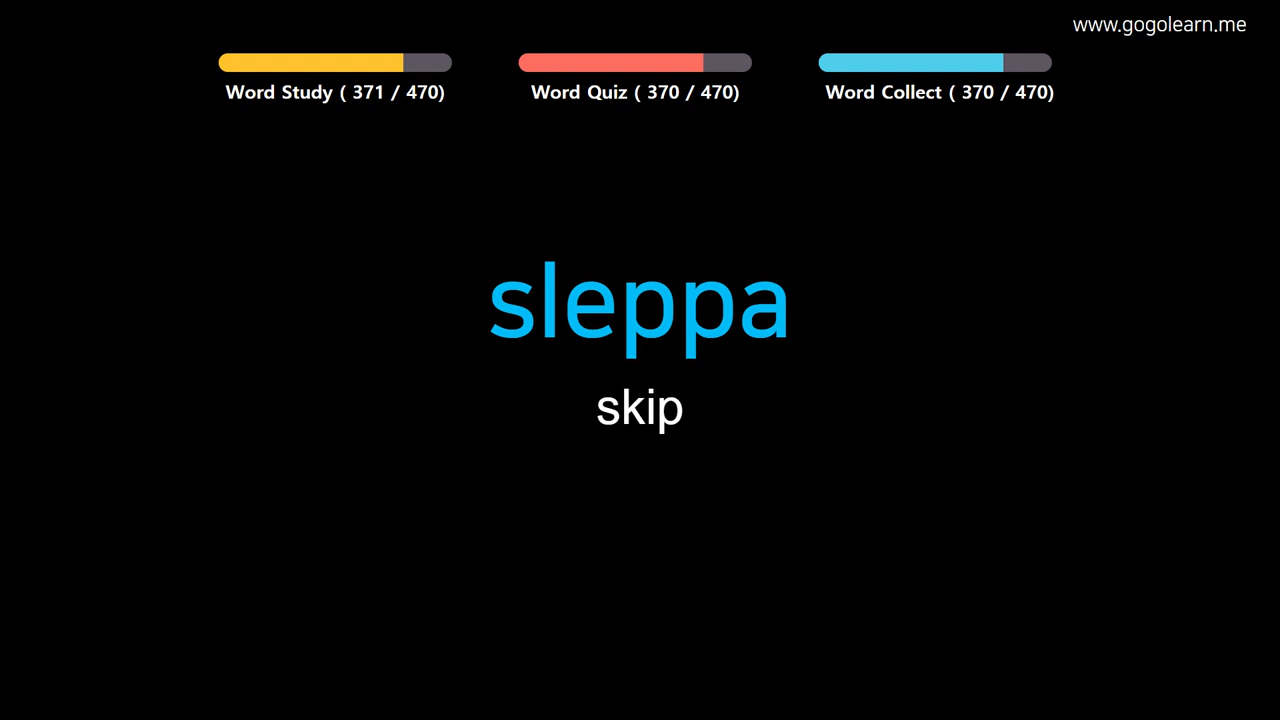 www.gogolearn.me
Word Study ( 371 / 470)
Word Quiz ( 370 / 470)
Word Collect ( 370 / 470)
sleppa
skip